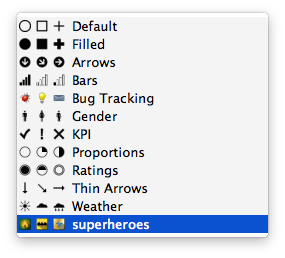 Default
Filled
Arrows
Bars
Bug Tracking
Gender
KPI
Proportions
Ratings
Thin Arrows
Weather
superheroes